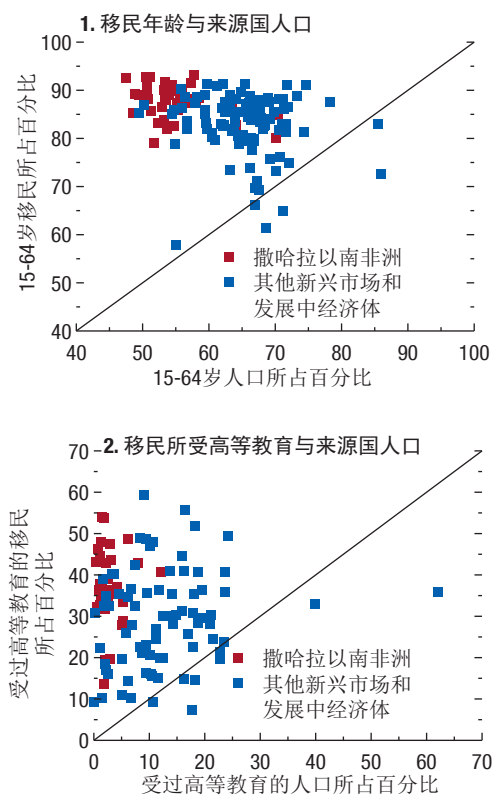 1. 移民年龄与来源国人口
100
90
80
70
60
50
40
15-64岁移民所占百分比
撒哈拉以南非洲
其他新兴市场和
发展中经济体
40 50 60 70 80 90 100
15-64岁人口所占百分比
2. 移民所受高等教育与来源国人口
70
60
50
40
30
20
10
0
受过高等教育的移民
所占百分比
撒哈拉以南非洲
其他新兴市场和
发展中经济体
0 10 20 30 40 50 60 70
受过高等教育的人口所占百分比